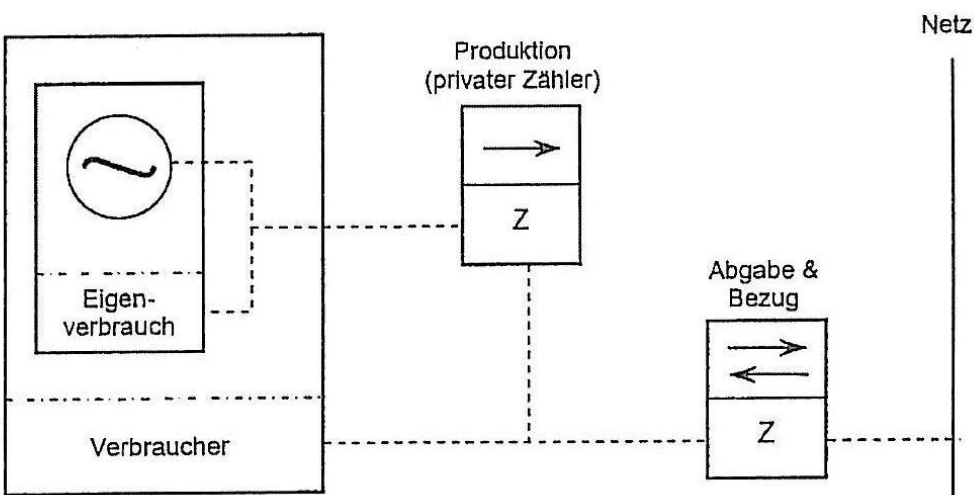 Netz
Produktion
(privater Zähler)
Z
Eigen-
verbrauch
Abgabe &
Bezug
Z
Verbraucher